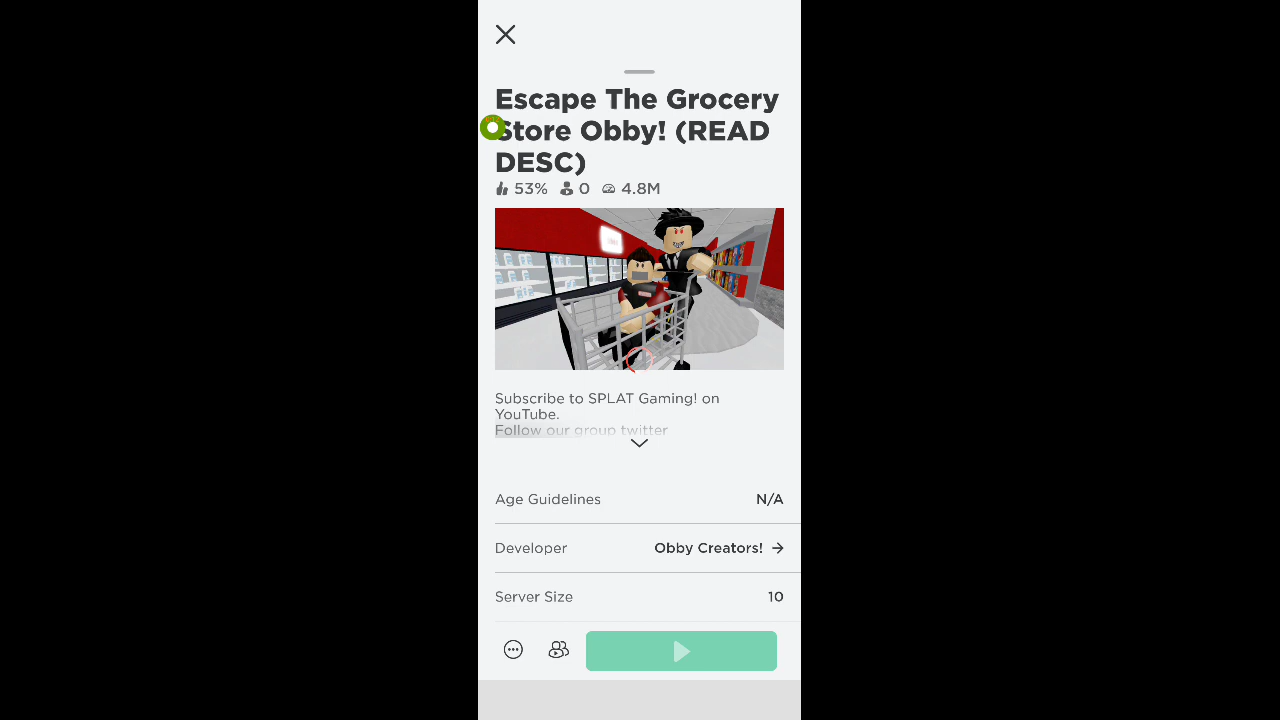 Escape The Grocery
Store Obby! (READ
DESC)
53% 0 4.8M
Subscribe to SPLAT Gaming! on
YouTube.
Follow our group twitter
Age Guidelines N/A
Developer Obby Creators!
Server Size 10